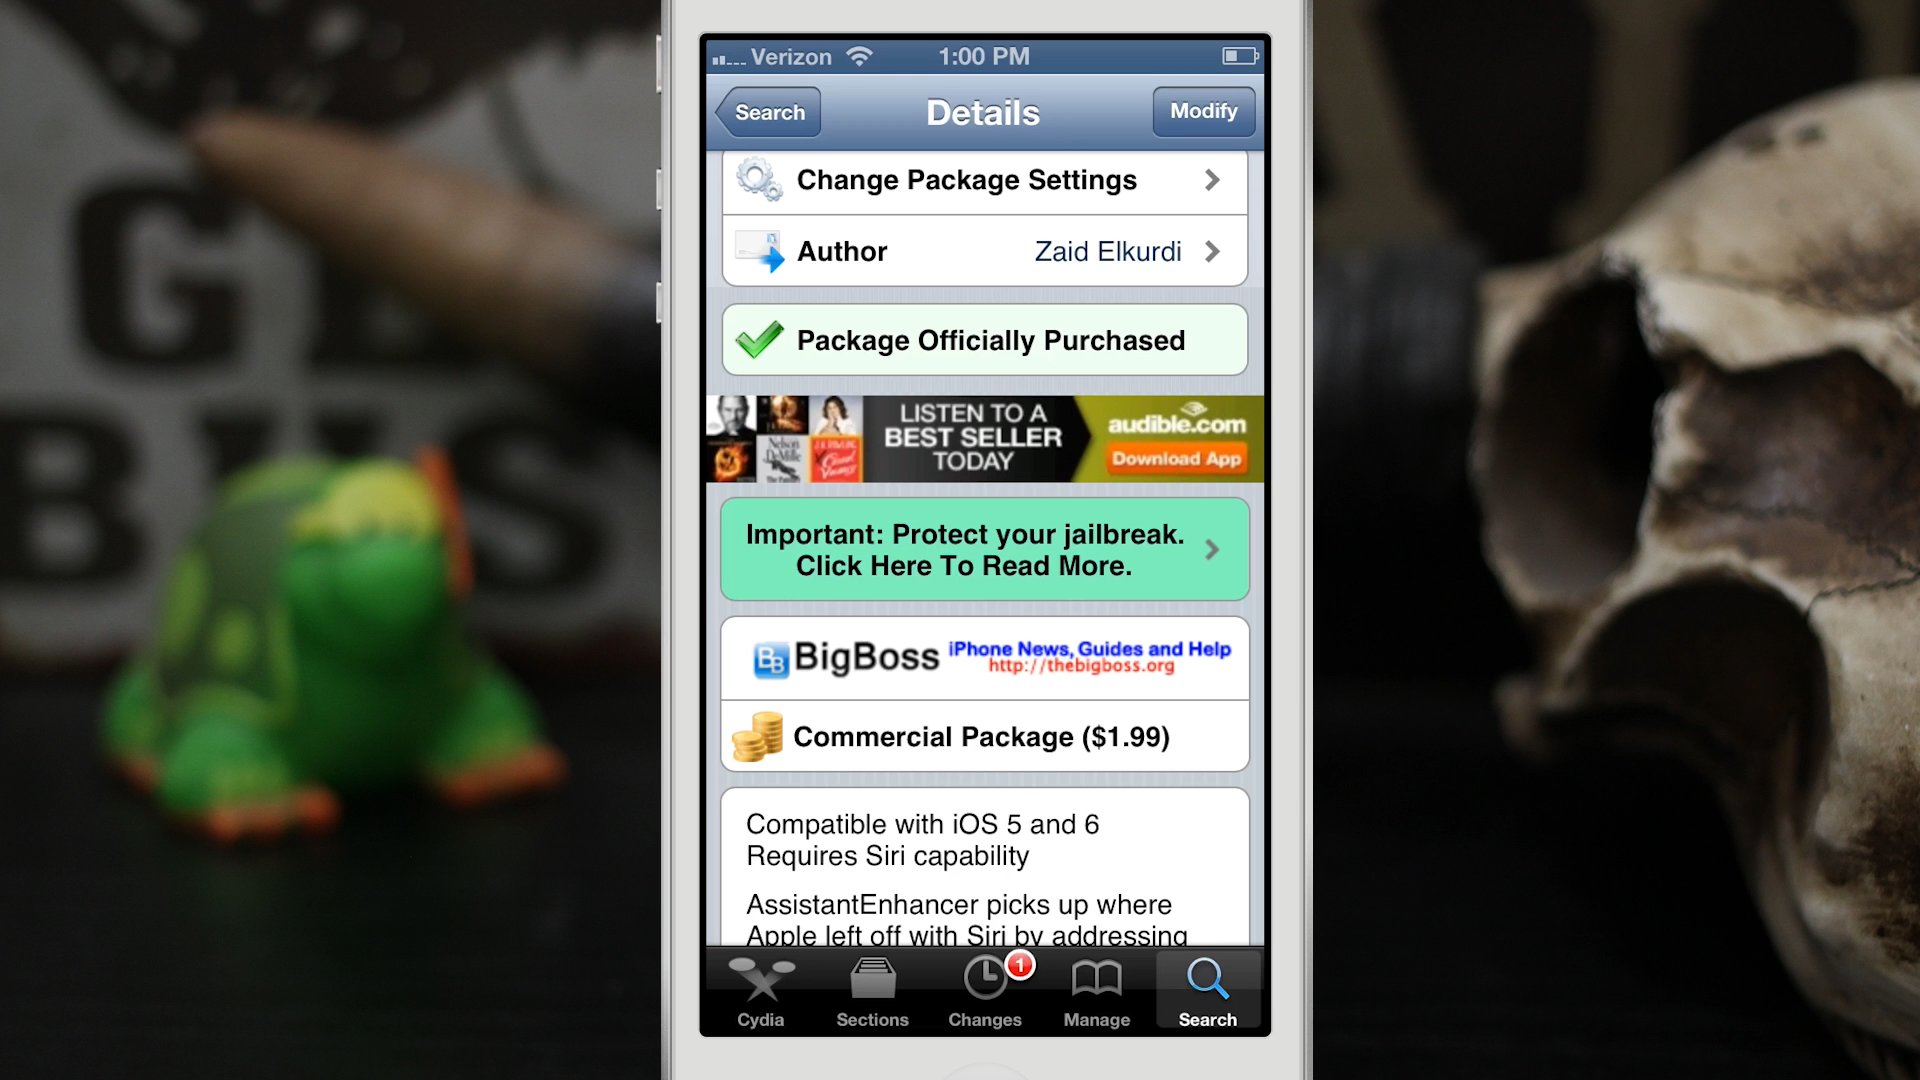 Verizon 1:00 PM
Search Details Modify
Change Package Settings
Author Zaid Elkurdi
Package Officially Purchased
LISTEN TO A
BEST SELLER
TODAY
audible.com
Download App
Important: Protect your jailbreak.
Click Here To Read More.
BB BigBoss iPhone News, Guides and Help
http://thebigboss.org
Commercial Package ($1.99)
Compatible with iOS 5 and 6
Requires Siri capability
AssistantEnhancer picks up where
Apple left off with Siri by addressing
1
Cydia Sections Changes Manage Search